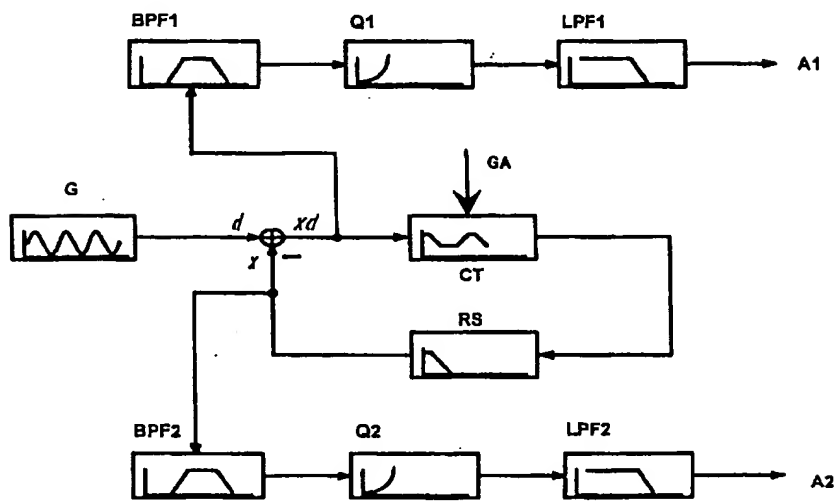 BPF1 Q1 LPF1
A1
GA
G
d xd
x −
CT
RS
BPF2 Q2 LPF2
A2